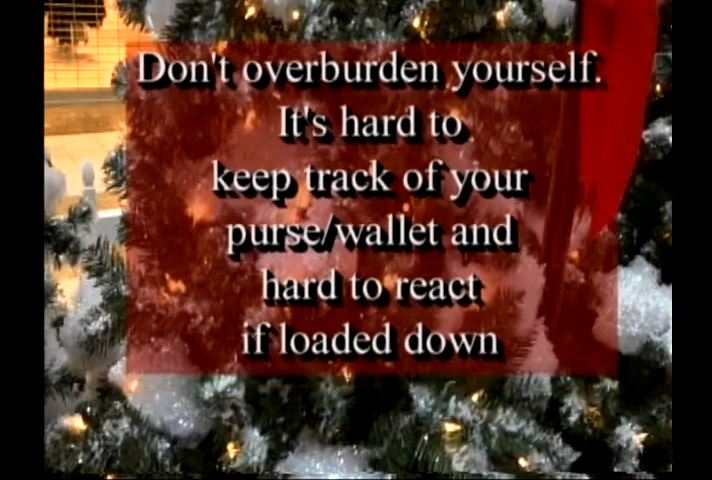 Don't overburden yourself.
It's hard to
keep track of your
purse/wallet and
hard to react
if loaded down